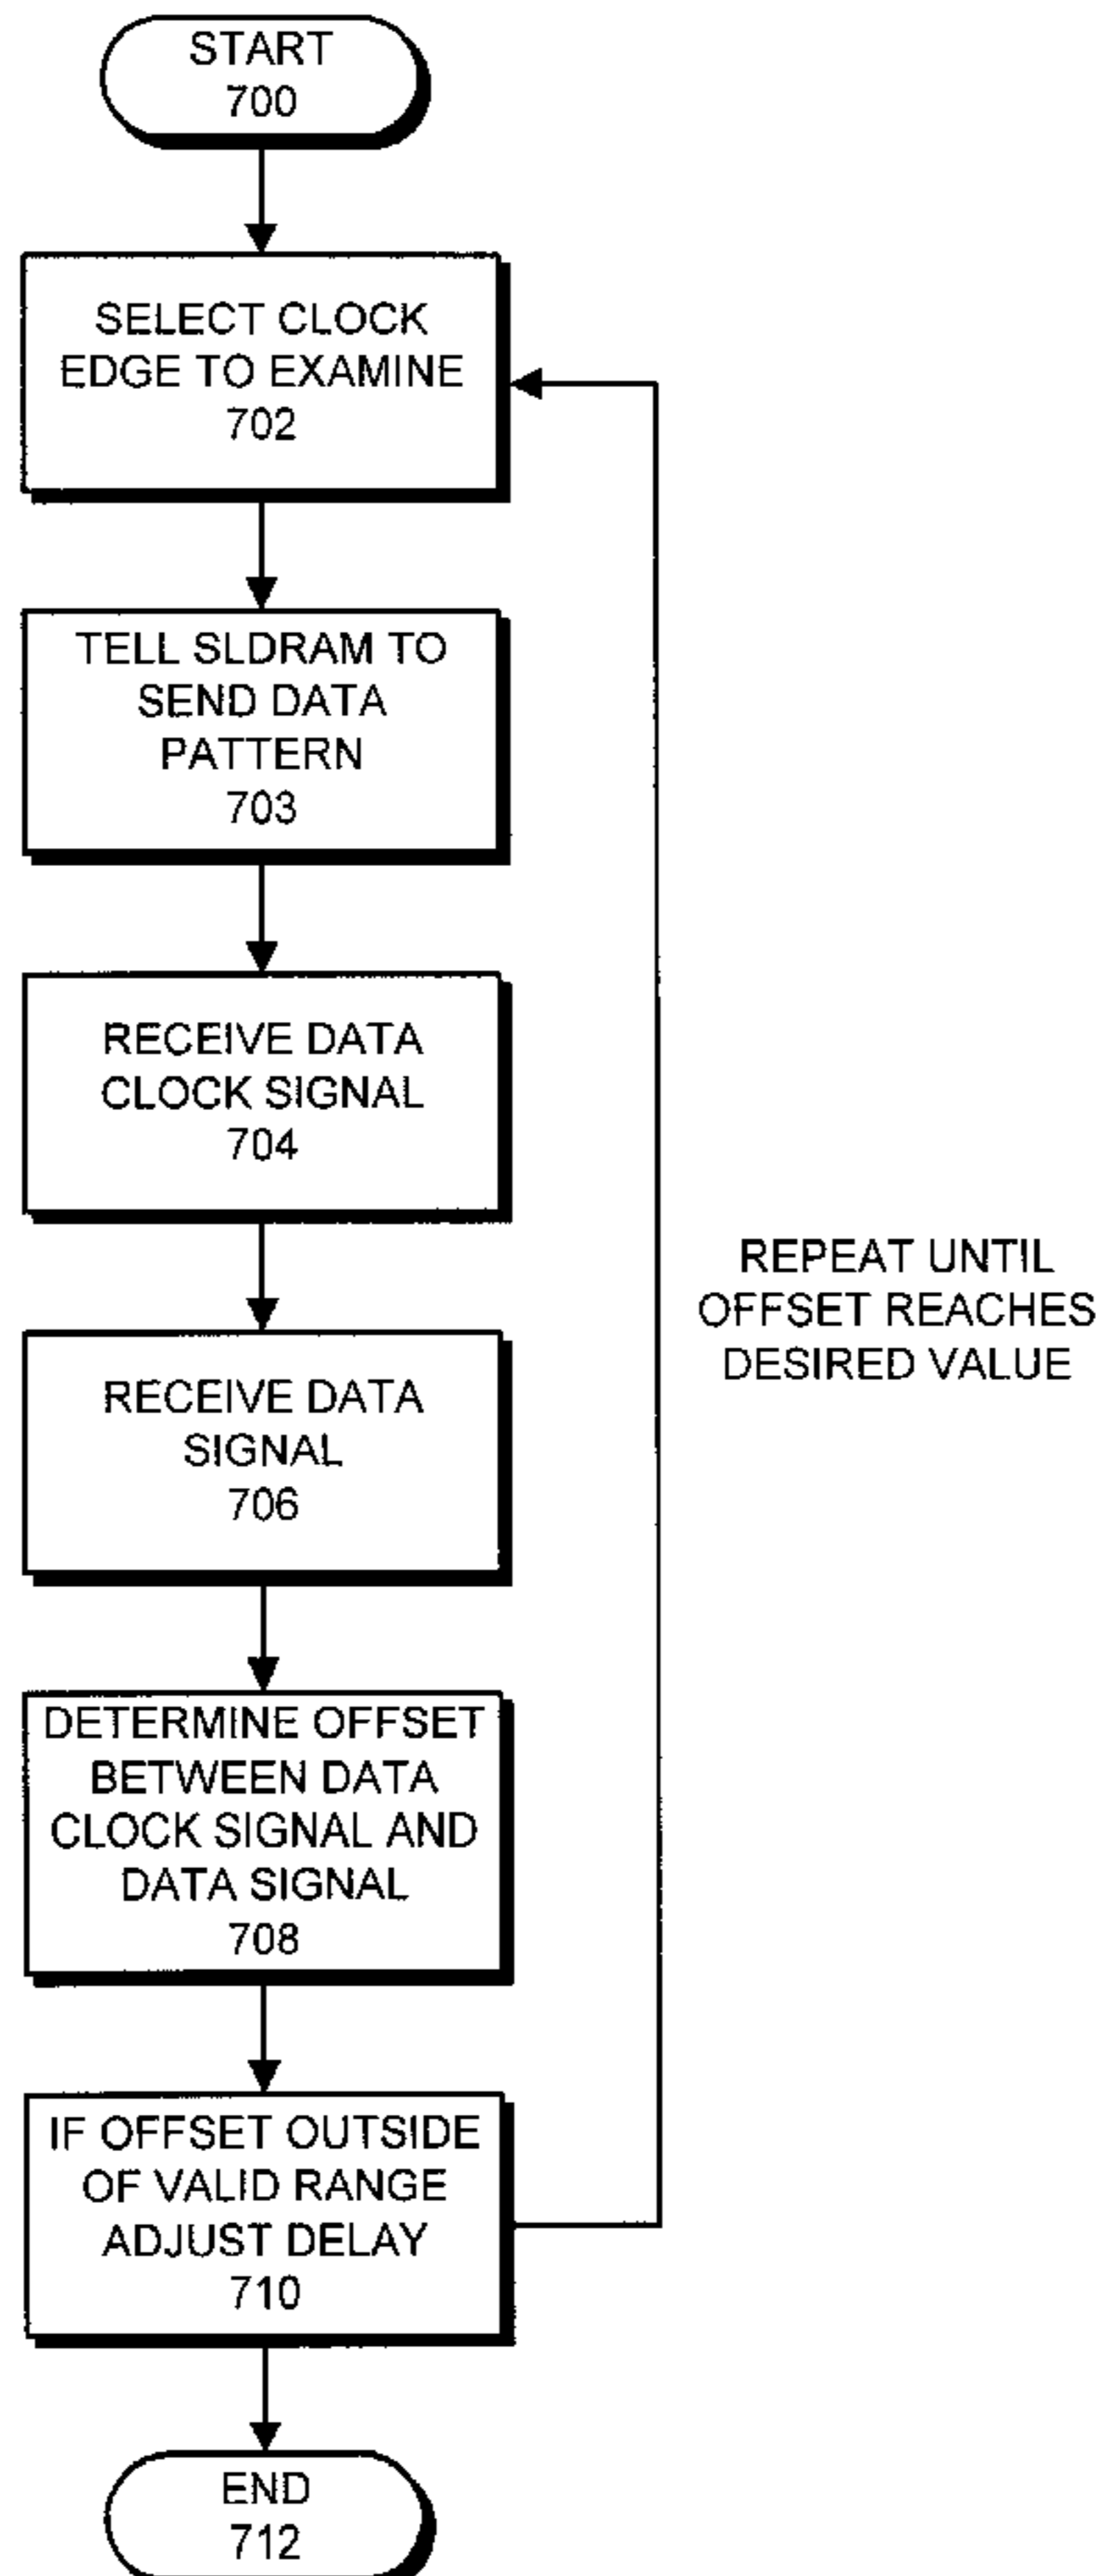 START
700
SELECT CLOCK
EDGE TO EXAMINE
702
TELL SLDRAM TO
SEND DATA
PATTERN
703
RECEIVE DATA
CLOCK SIGNAL
704
REPEAT UNTIL
OFFSET REACHES
DESIRED VALUE
RECEIVE DATA
SIGNAL
706
DETERMINE OFFSET
BETWEEN DATA
CLOCK SIGNAL AND
DATA SIGNAL
708
IF OFFSET OUTSIDE
OF VALID RANGE
ADJUST DELAY
710
END
712